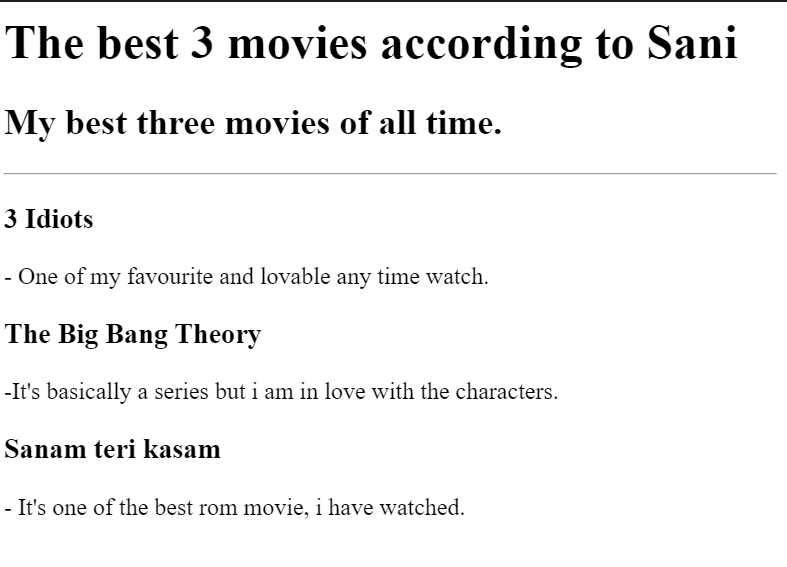 The best 3 movies according to Sani
My best three movies of all time.
3 Idiots
- One of my favourite and lovable any time watch.
The Big Bang Theory
-It's basically a series but i am in love with the characters.
Sanam teri kasam
- It's one of the best rom movie, i have watched.